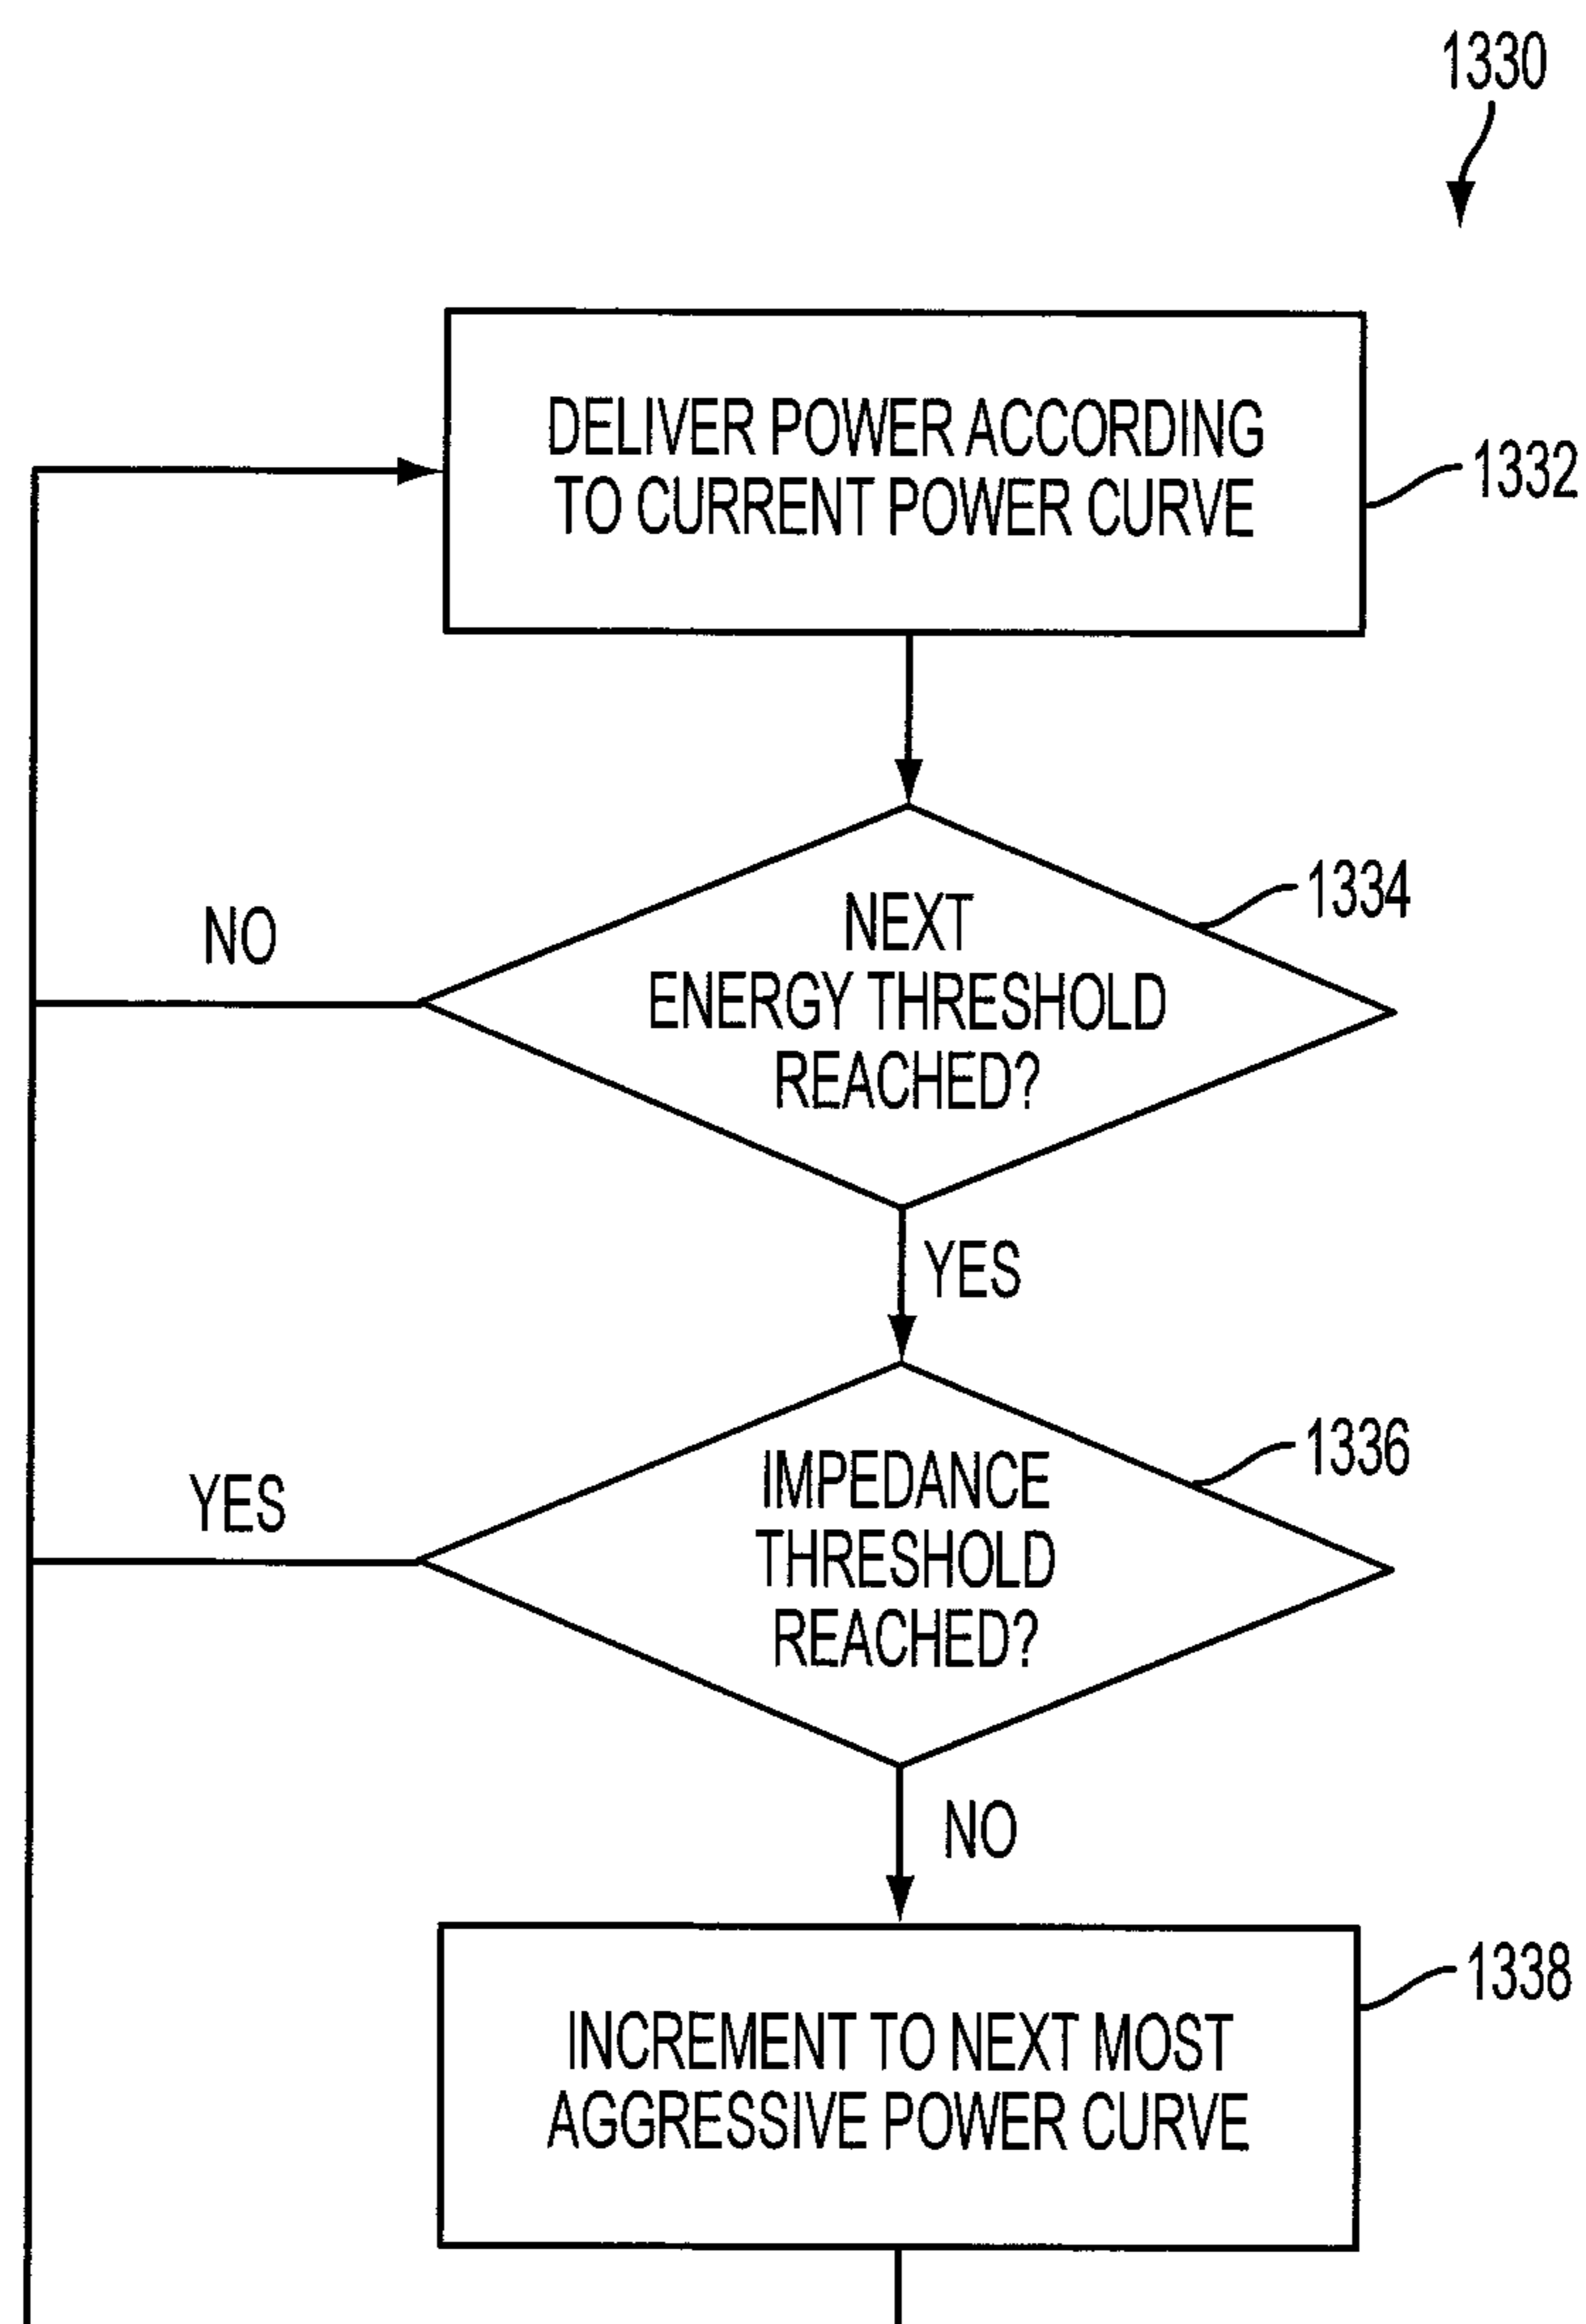 1330
DELIVER POWER ACCORDING
TO CURRENT POWER CURVE
1332
NEXT
ENERGY THRESHOLD
REACHED?
1334
NO
YES
IMPEDANCE
THRESHOLD
REACHED?
1336
YES
NO
INCREMENT TO NEXT MOST
AGGRESSIVE POWER CURVE
1338